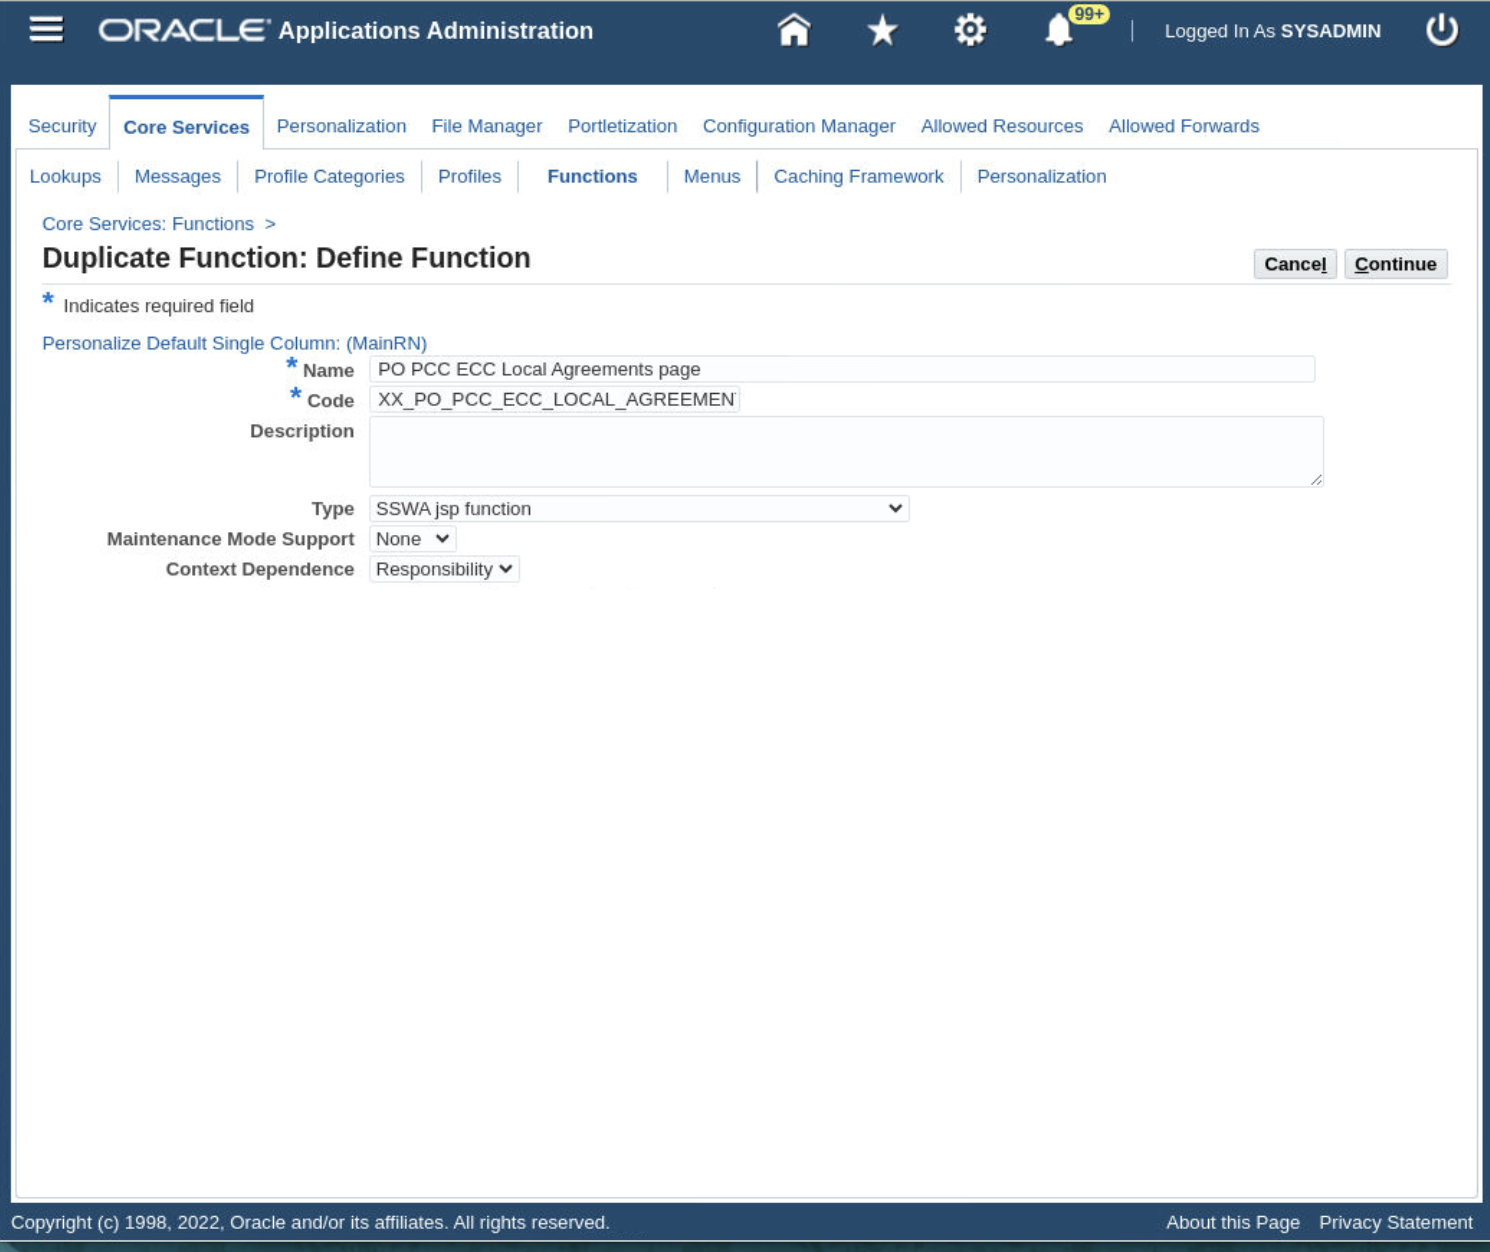 ORACLE Applications Administration 99+ Logged In As SYSADMIN
Security Core Services Personalization File Manager Portletization Configuration Manager Allowed Resources Allowed Forwards
Lookups Messages Profile Categories Profiles Functions Menus Caching Framework Personalization
Core Services: Functions >
Duplicate Function: Define Function Cancel Continue
* Indicates required field
Personalize Default Single Column: (MainRN)
* Name PO PCC ECC Local Agreements page
* Code XX_PO_PCC_ECC_LOCAL_AGREEMEN
Description
Type SSWA jsp function
Maintenance Mode Support None
Context Dependence Responsibility
Copyright (c) 1998, 2022, Oracle and/or its affiliates. All rights reserved. About this Page Privacy Statement